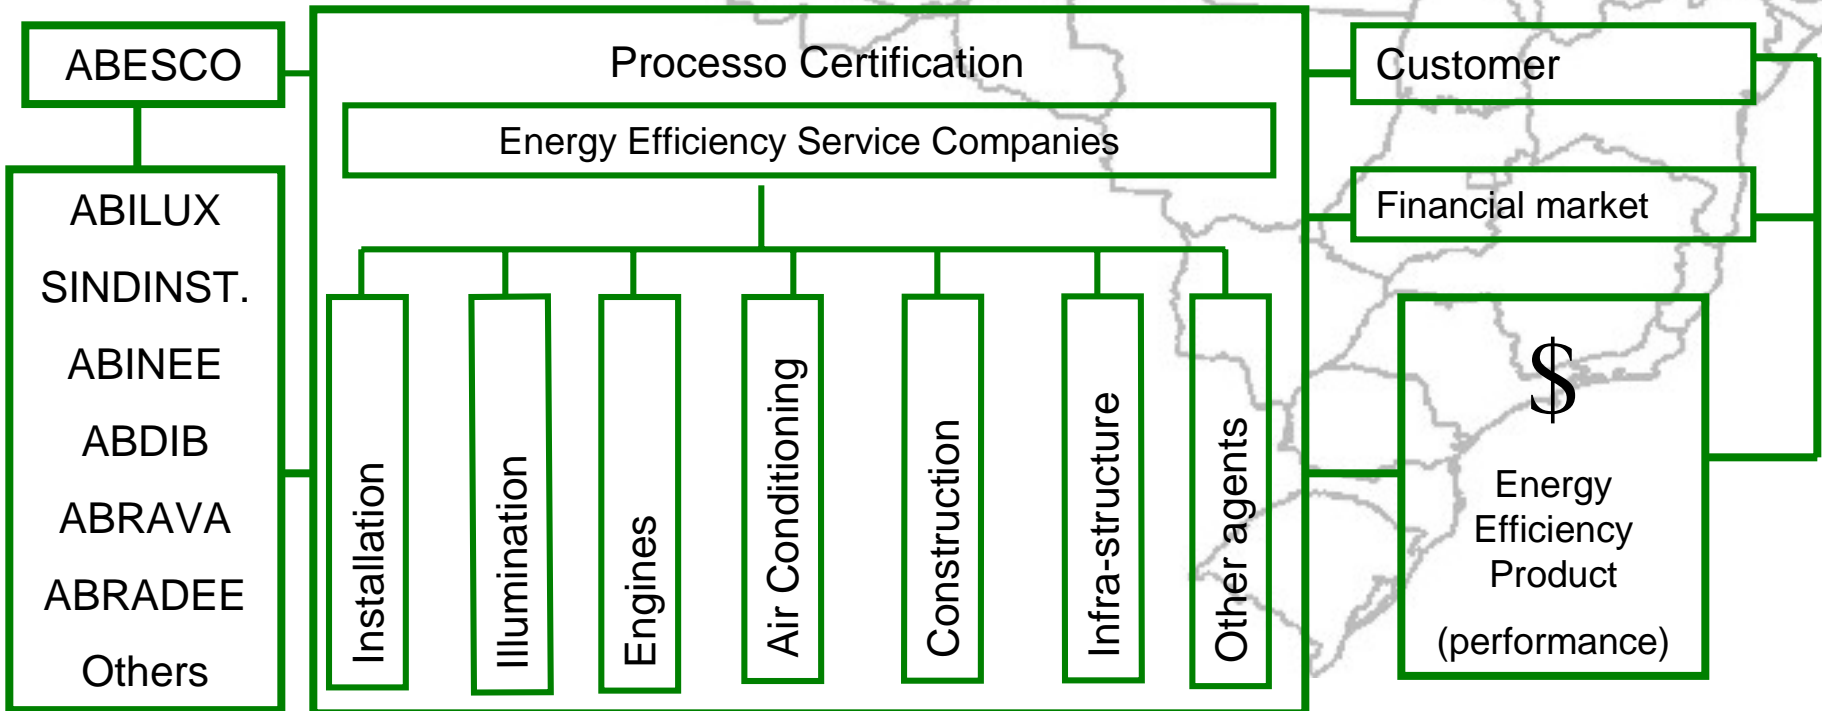 ABESCO
ABILUX
SINDINST.
ABINEE
ABDIB
ABRAVA
ABRADEE
Others
Processo Certification
Energy Efficiency Service Companies
Installation
Illumination
Engines
Air Conditioning
Construction
Infra-structure
Other agents
Customer
Financial market
$
Energy
Efficiency
Product
(performance)